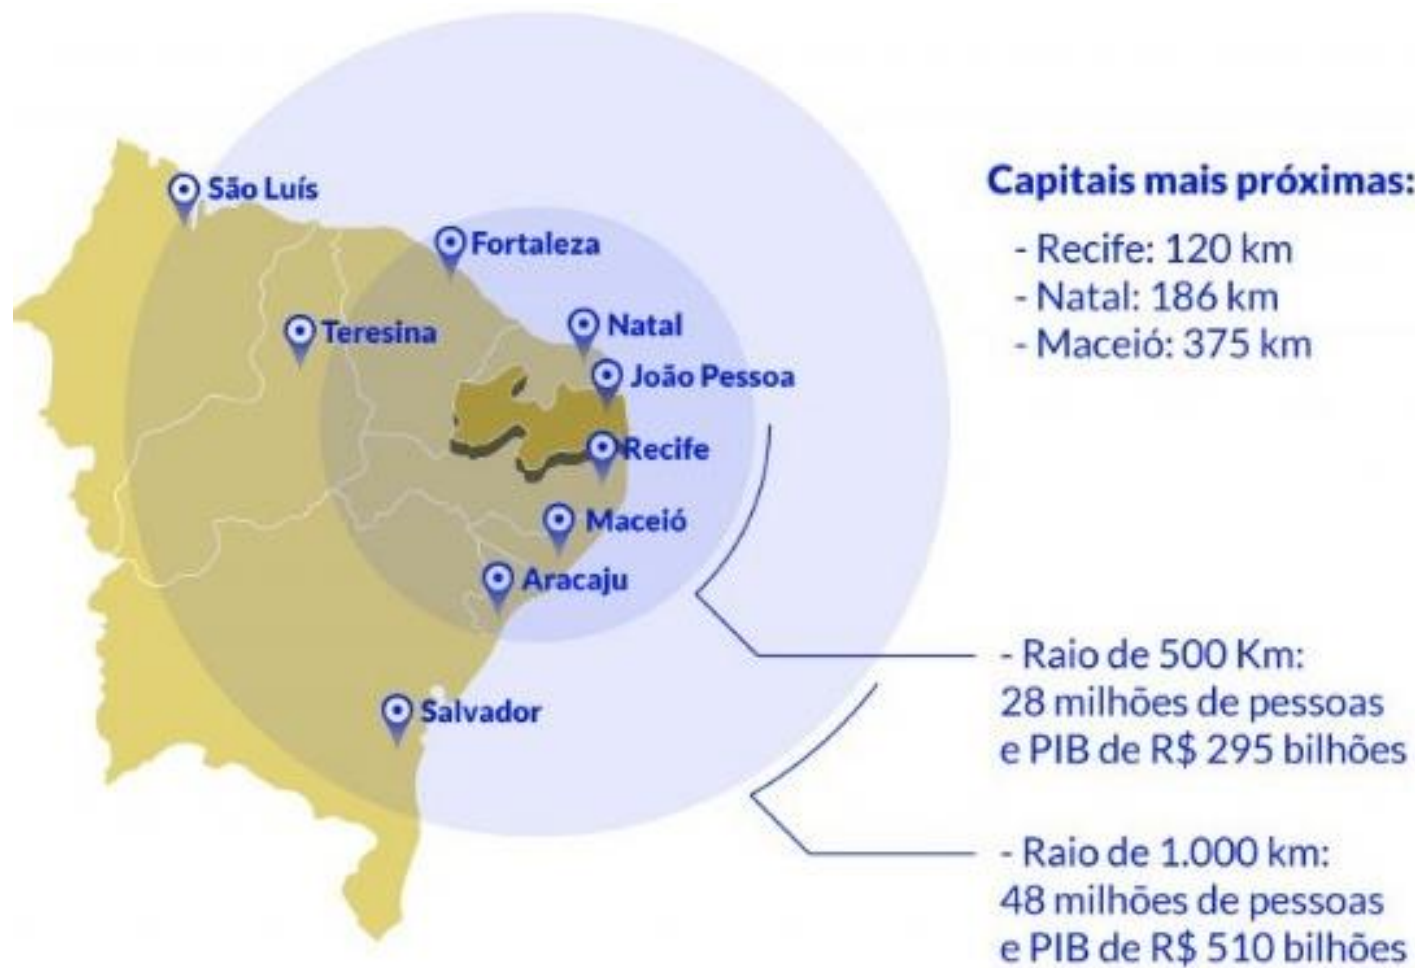 São Luís
Fortaleza
Teresina
Natal
João Pessoa
Recife
Maceió
Aracaju
Salvador
Capitais mais próximas:
- Recife: 120 km
- Natal: 186 km
- Maceió: 375 km
- Raio de 500 Km:
28 milhões de pessoas
e PIB de R$ 295 bilhões
- Raio de 1.000 km:
48 milhões de pessoas
e PIB de R$ 510 bilhões